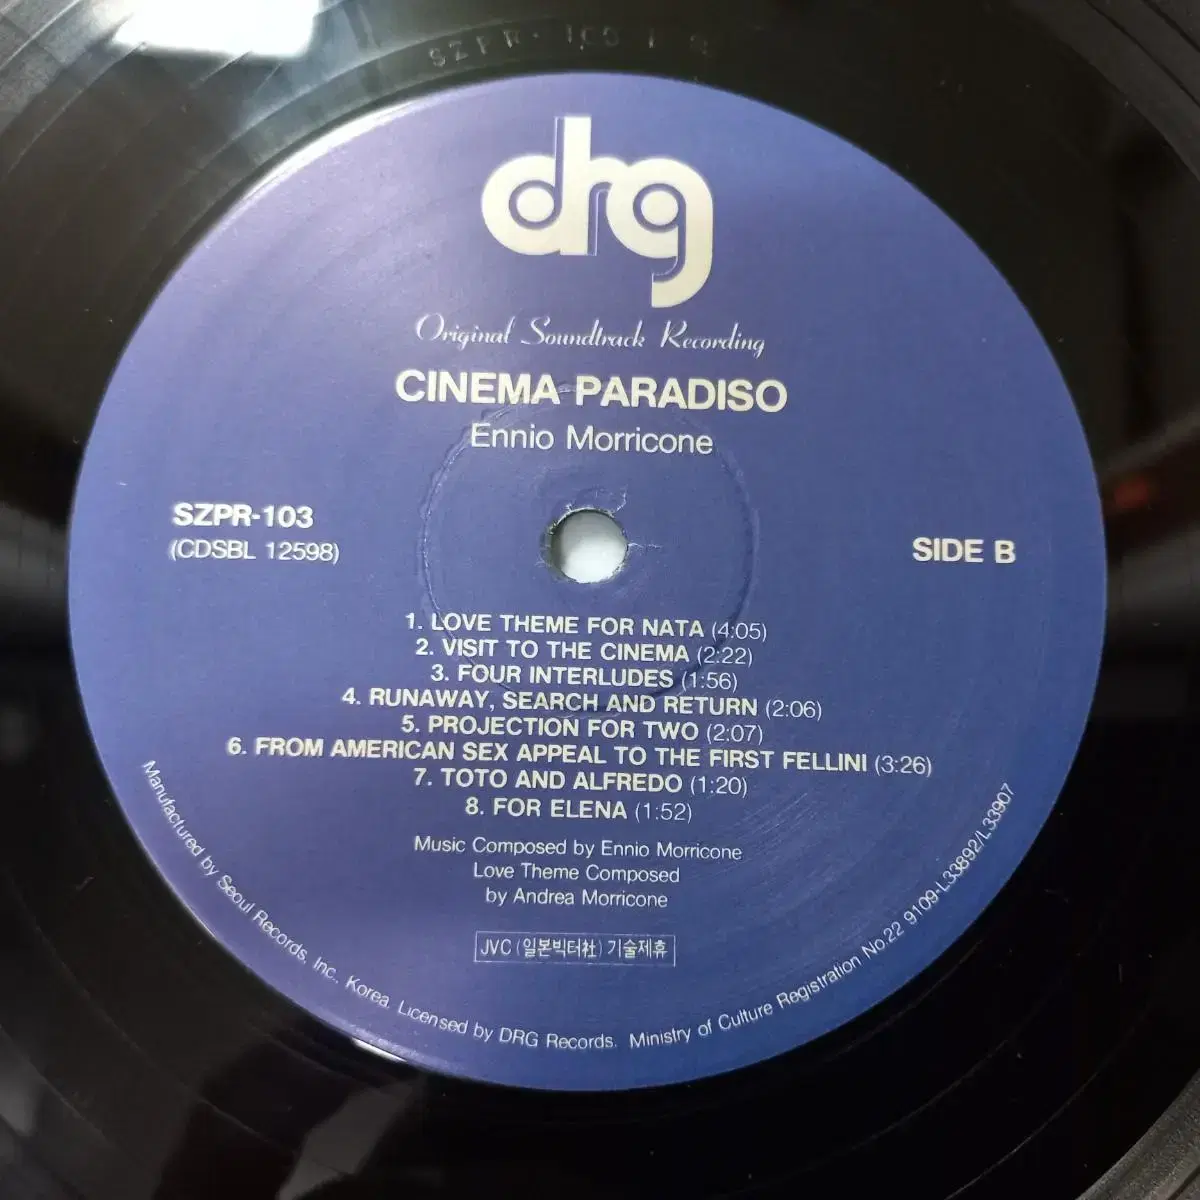 drg
Original Soundtrack Recording
CINEMA PARADISO
Ennio Morricone
SZPR-103
(CDSBL 12598)
SIDE B
1. LOVE THEME FOR NATA (4:05)
2. VISIT TO THE CINEMA (2:22)
3. FOUR INTERLUDES (1:56)
4. RUNAWAY, SEARCH AND RETURN (2:06)
5. PROJECTION FOR TWO (2:07)
6. FROM AMERICAN SEX APPEAL TO THE FIRST FELLINI (3:26)
7. TOTO AND ALFREDO (1:20)
8. FOR ELENA (1:52)
Music Composed by Ennio Morricone
Love Theme Composed
by Andrea Morricone
JVC (일본빅터社) 기술제휴
Manufactured by Seoul Records, Inc., Korea. Licensed by DRG Records. Ministry of Culture Registration No.22 9109-L33892/L33907